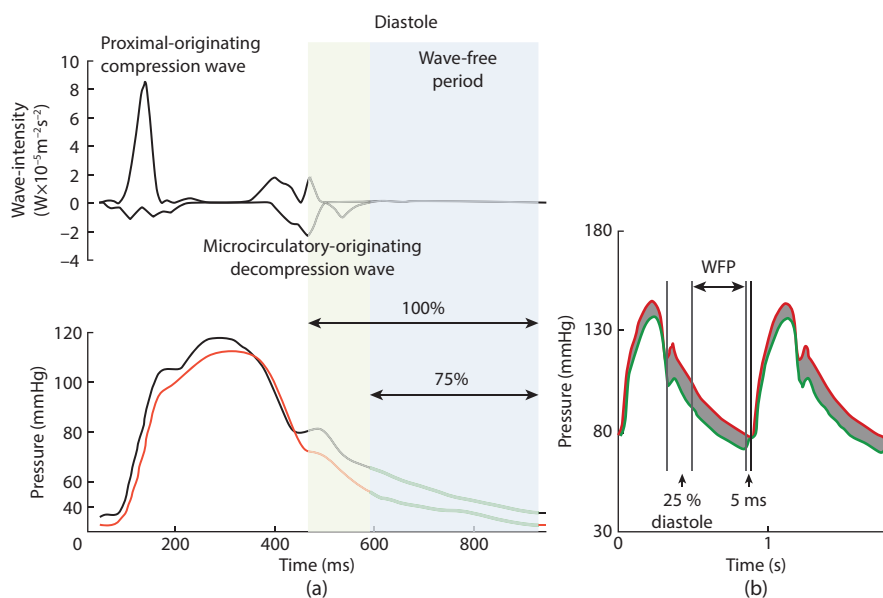 Diastole
Proximal-originating
compression wave
Wave-free
period
Wave-intensity
(W×10⁻⁵m⁻²s⁻²)
10
8
6
4
2
0
−2
−4
Microcirculatory-originating
decompression wave
100%
75%
Pressure (mmHg)
120
100
80
60
40
30
0
200
400
600
800
Time (ms)
(a)
180
130
80
30
Pressure (mmHg)
WFP
25 %
diastole
5 ms
0
1
Time (s)
(b)